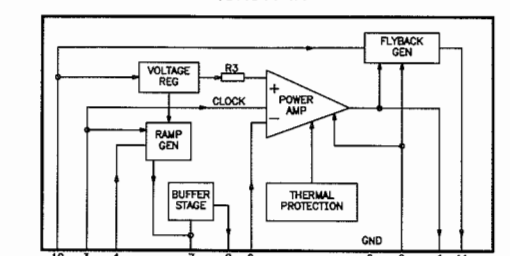 FLYBACK
GEN
VOLTAGE
REG
R3
+
POWER
AMP
CLOCK
−
RAMP
GEN
BUFFER
STAGE
THERMAL
PROTECTION
GND